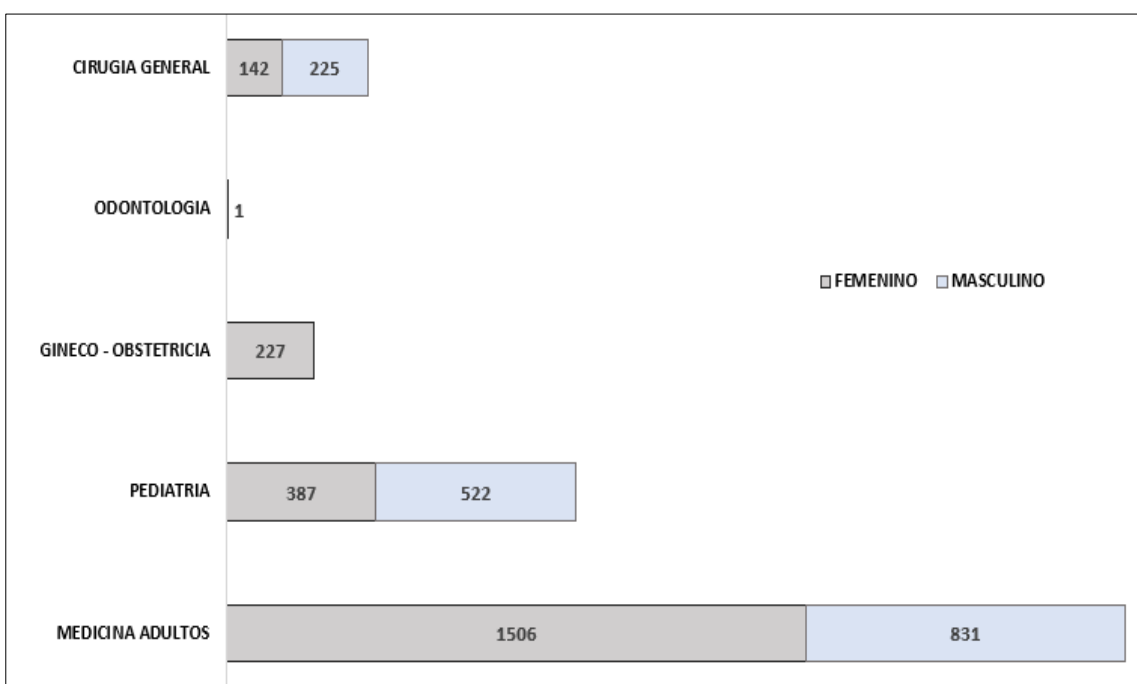 CIRUGIA GENERAL 142 225
ODONTOLOGIA 1
FEMENINO MASCULINO
GINECO - OBSTETRICIA 227
PEDIATRIA 387 522
MEDICINA ADULTOS 1506 831